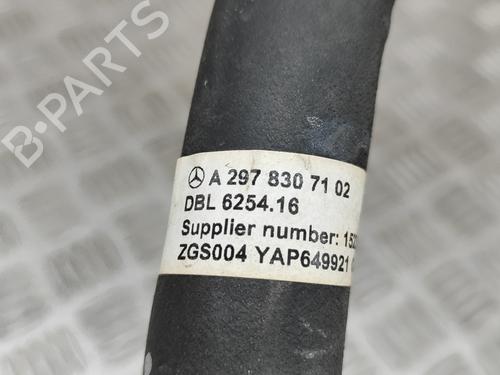 B-PARTS
A 297 830 71 02
DBL 6254.16
Supplier number:
ZGS004 YAP649921